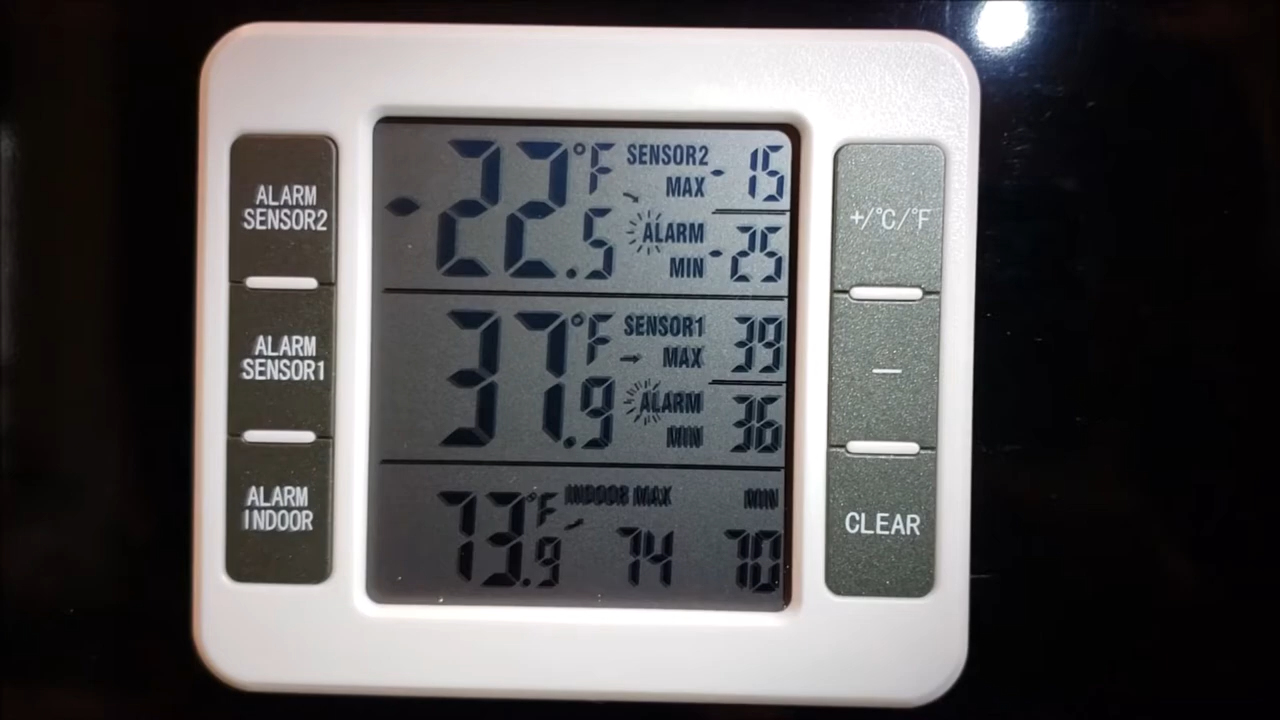 ALARM
SENSOR2
ALARM
SENSOR1
ALARM
INDOOR
-22.5 °F
SENSOR2
MAX -15
ALARM
MIN -25
37.9 °F
SENSOR1
MAX 39
ALARM
MIN 36
73.9 °F
INDOOR MAX MIN
74 70
+/°C/°F
—
CLEAR